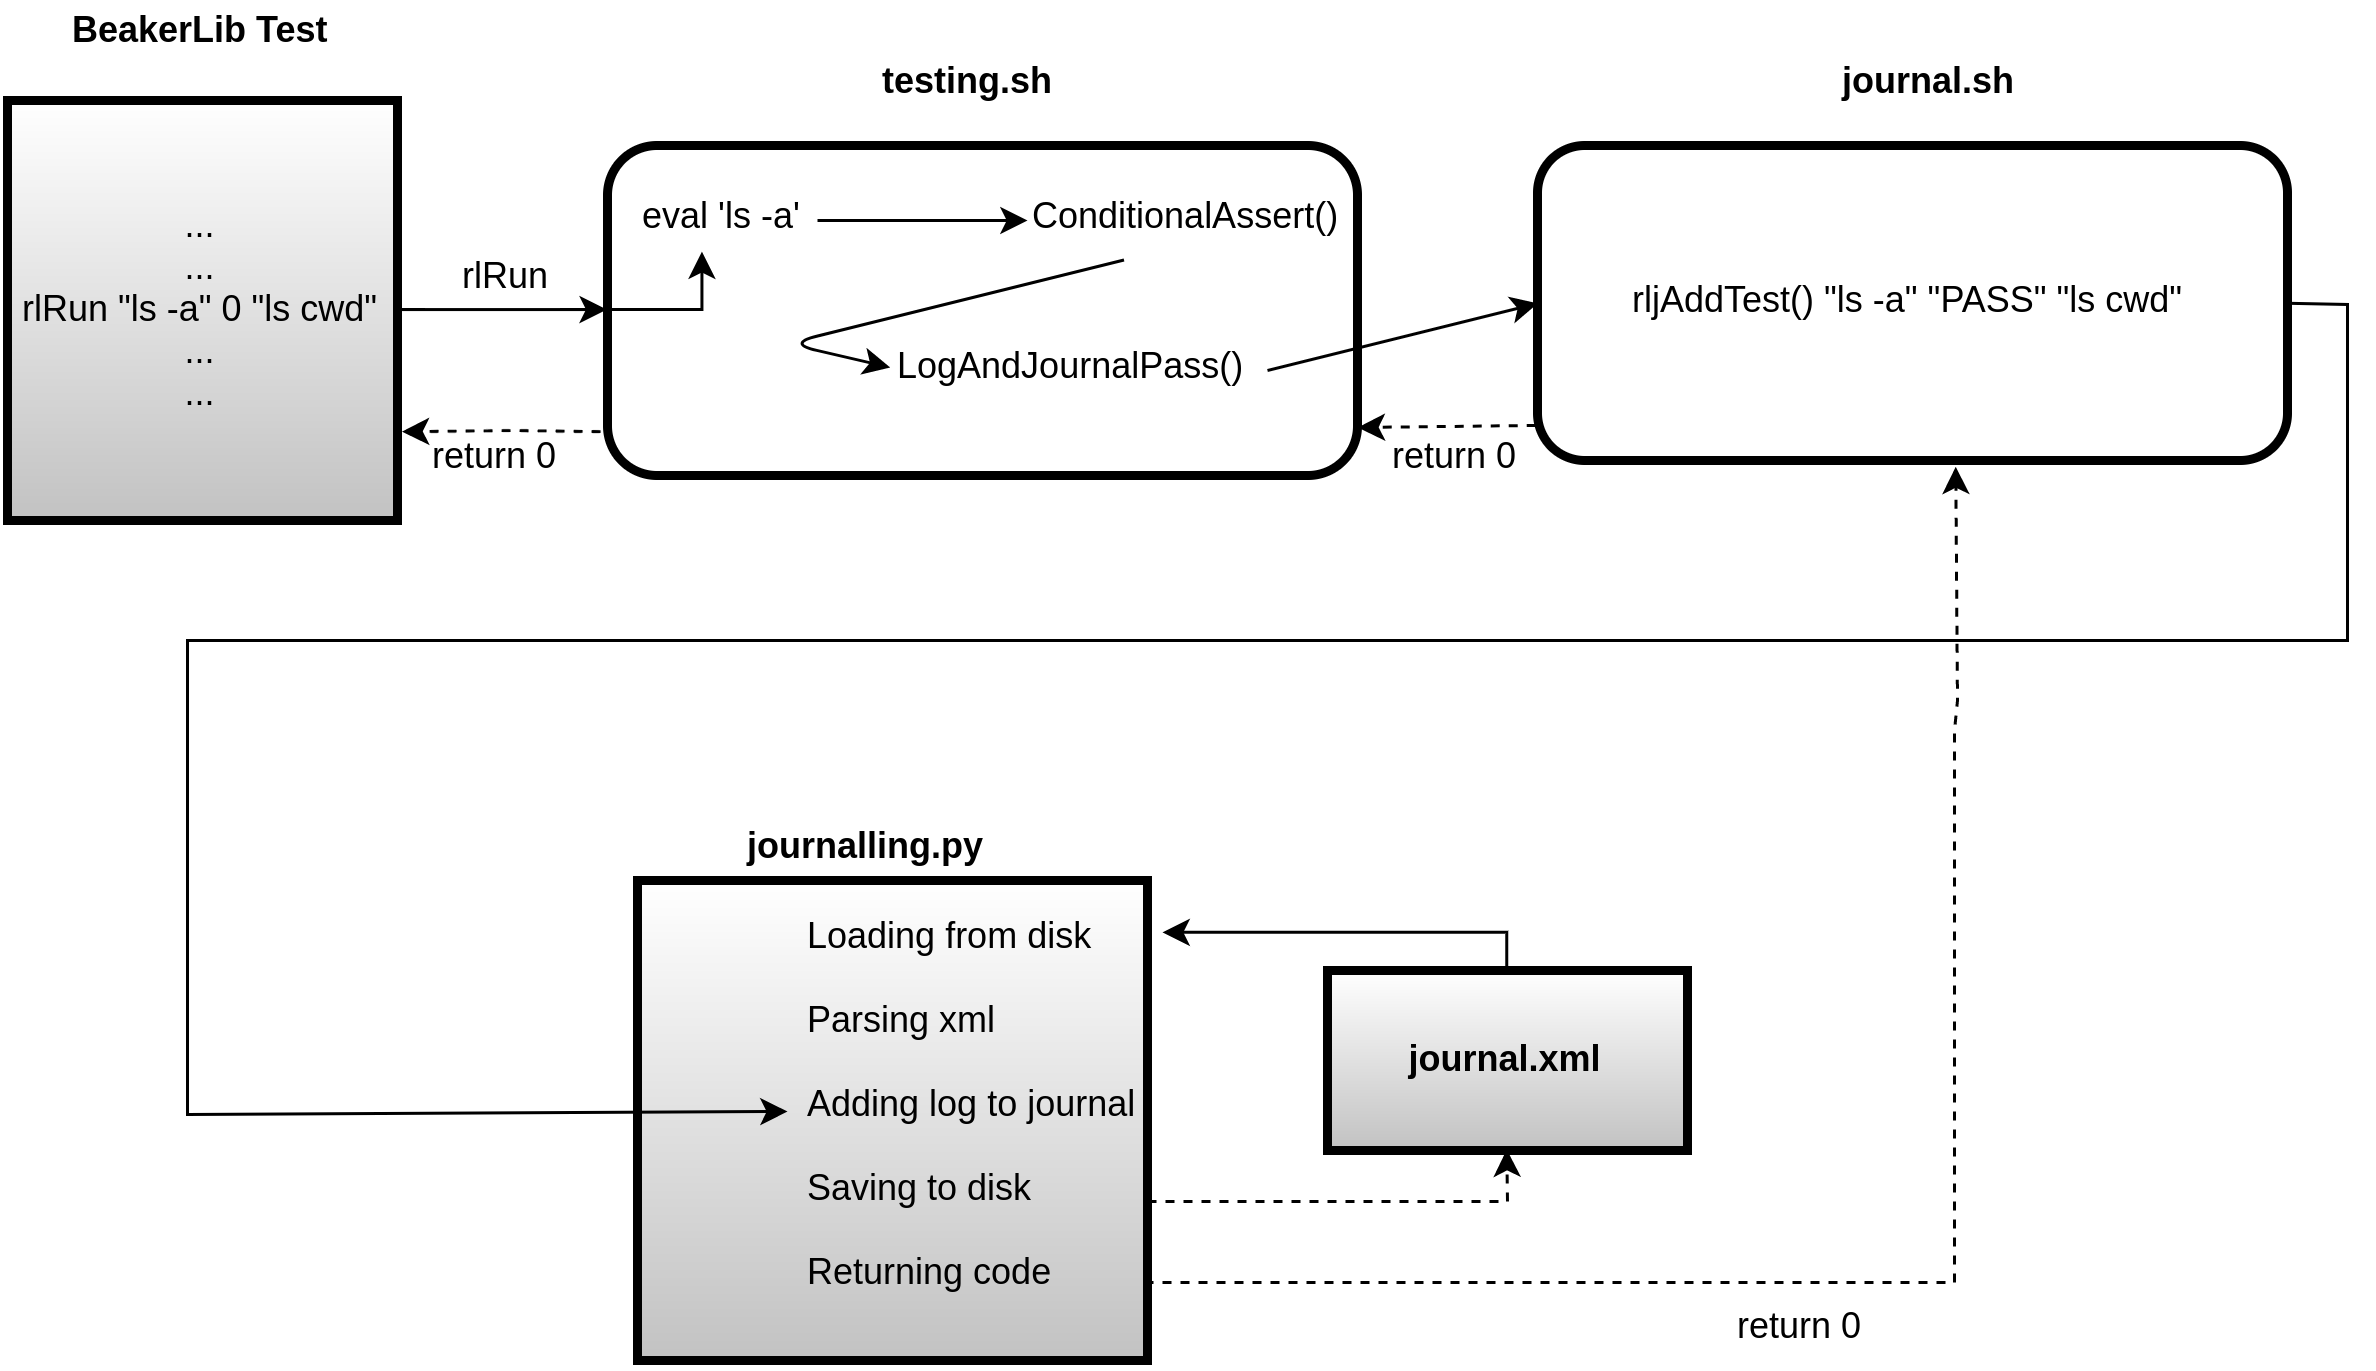 BeakerLib Test
testing.sh
journal.sh
...
...
rlRun "ls -a" 0 "ls cwd"
...
...
rlRun
return 0
eval 'ls -a'
ConditionalAssert()
LogAndJournalPass()
return 0
rljAddTest() "ls -a" "PASS" "ls cwd"
journalling.py
Loading from disk
Parsing xml
Adding log to journal
Saving to disk
Returning code
journal.xml
return 0